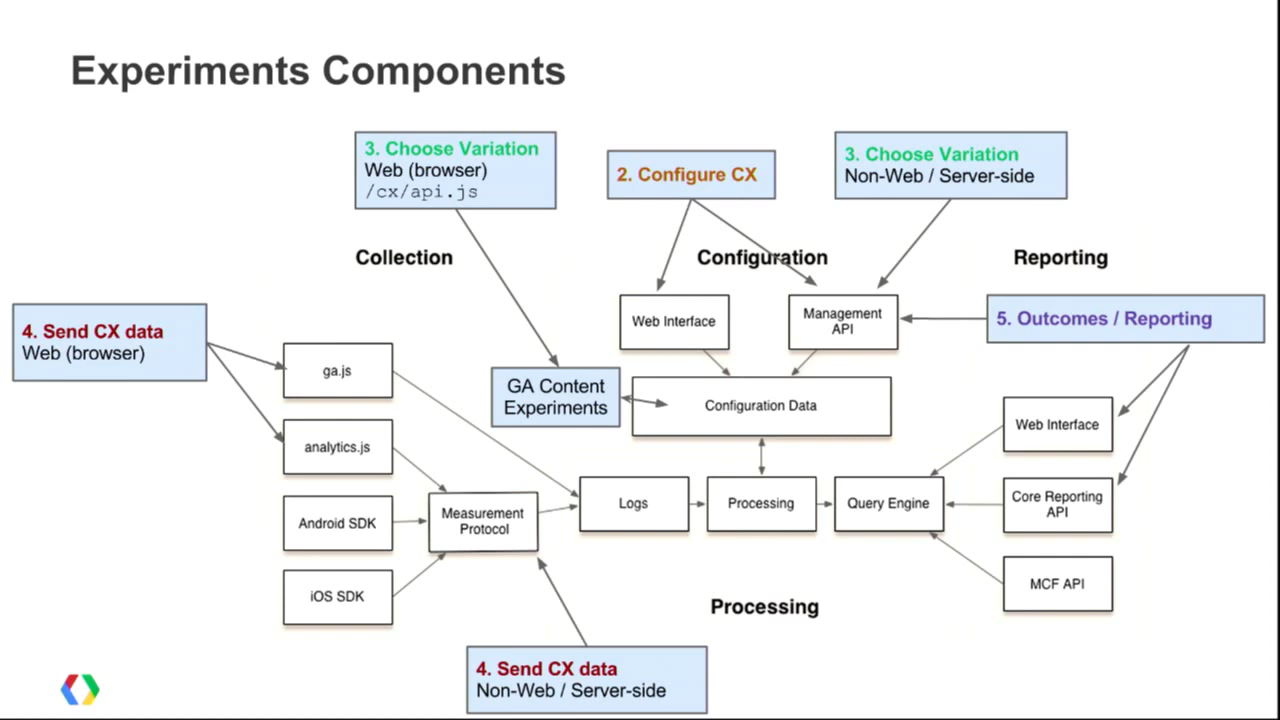 Experiments Components
3. Choose Variation
Web (browser)
/cx/api.js
2. Configure CX
3. Choose Variation
Non-Web / Server-side
Collection
Configuration
Reporting
4. Send CX data
Web (browser)
Web Interface
Management
API
5. Outcomes / Reporting
ga.js
GA Content
Experiments
Configuration Data
Web Interface
analytics.js
Android SDK
Measurement
Protocol
Logs
Processing
Query Engine
Core Reporting
API
iOS SDK
MCF API
Processing
4. Send CX data
Non-Web / Server-side